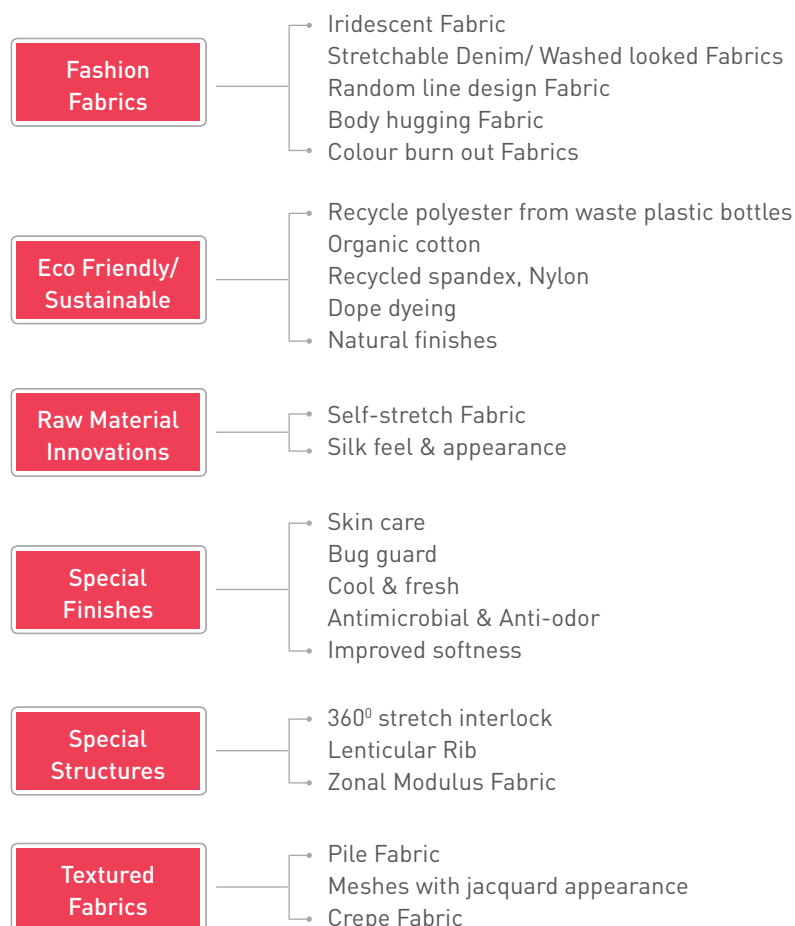 Fashion
Fabrics
Iridescent Fabric
Stretchable Denim/ Washed looked Fabrics
Random line design Fabric
Body hugging Fabric
Colour burn out Fabrics
Eco Friendly/
Sustainable
Recycle polyester from waste plastic bottles
Organic cotton
Recycled spandex, Nylon
Dope dyeing
Natural finishes
Raw Material
Innovations
Self-stretch Fabric
Silk feel & appearance
Special
Finishes
Skin care
Bug guard
Cool & fresh
Antimicrobial & Anti-odor
Improved softness
Special
Structures
360⁰ stretch interlock
Lenticular Rib
Zonal Modulus Fabric
Textured
Fabrics
Pile Fabric
Meshes with jacquard appearance
Crepe Fabric